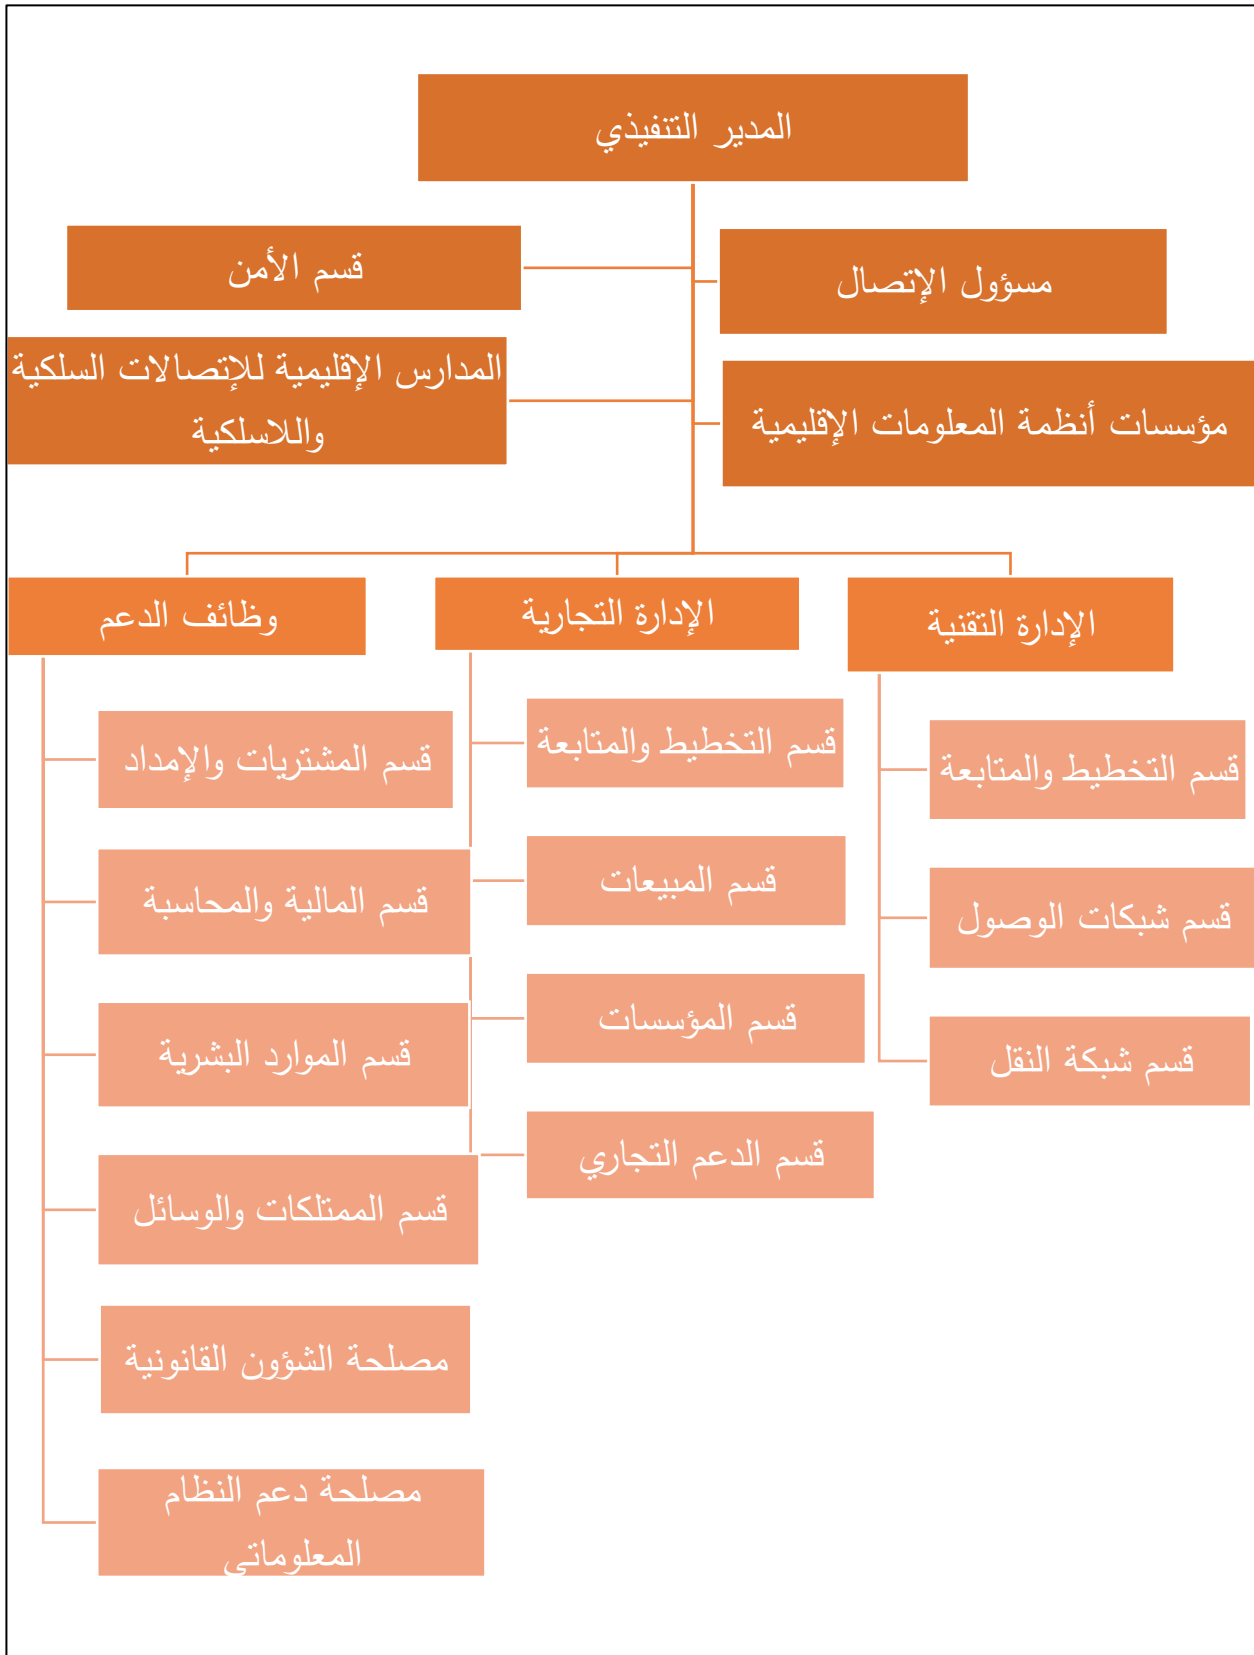 المدير التنفيذي
مسؤول الإتصال
قسم الأمن
مؤسسات أنظمة المعلومات الإقليمية
المدارس الإقليمية للإتصالات السلكية
واللاسلكية
الإدارة التقنية
قسم التخطيط والمتابعة
قسم شبكات الوصول
قسم شبكة النقل
الإدارة التجارية
قسم التخطيط والمتابعة
قسم المبيعات
قسم المؤسسات
قسم الدعم التجاري
وظائف الدعم
قسم المشتريات والإمداد
قسم المالية والمحاسبة
قسم الموارد البشرية
قسم الممتلكات والوسائل
مصلحة الشؤون القانونية
مصلحة دعم النظام
المعلوماتي